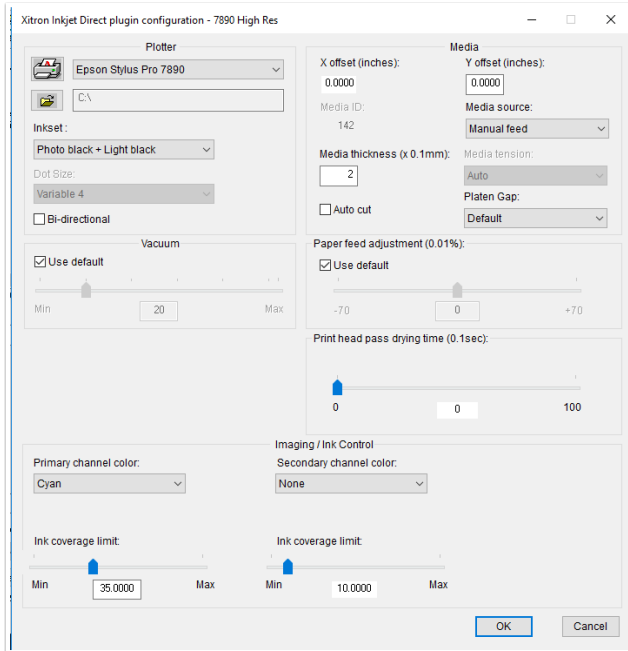 Xitron Inkjet Direct plugin configuration - 7890 High Res
Plotter
Epson Stylus Pro 7890
C:\
Inkset :
Photo black + Light black
Dot Size:
Variable 4
Bi-directional
Media
X offset (inches):
Y offset (inches):
0.0000
0.0000
Media ID:
Media source:
142
Manual feed
Media thickness (x 0.1mm):
Media tension:
2
Auto
Auto cut
Platen Gap:
Default
Vacuum
Use default
Min
20
Max
Paper feed adjustment (0.01%):
Use default
-70
0
+70
Print head pass drying time (0.1sec):
0
0
100
Imaging / Ink Control
Primary channel color:
Secondary channel color:
Cyan
None
Ink coverage limit:
Ink coverage limit:
Min
35.0000
Max
Min
10.0000
Max
OK
Cancel